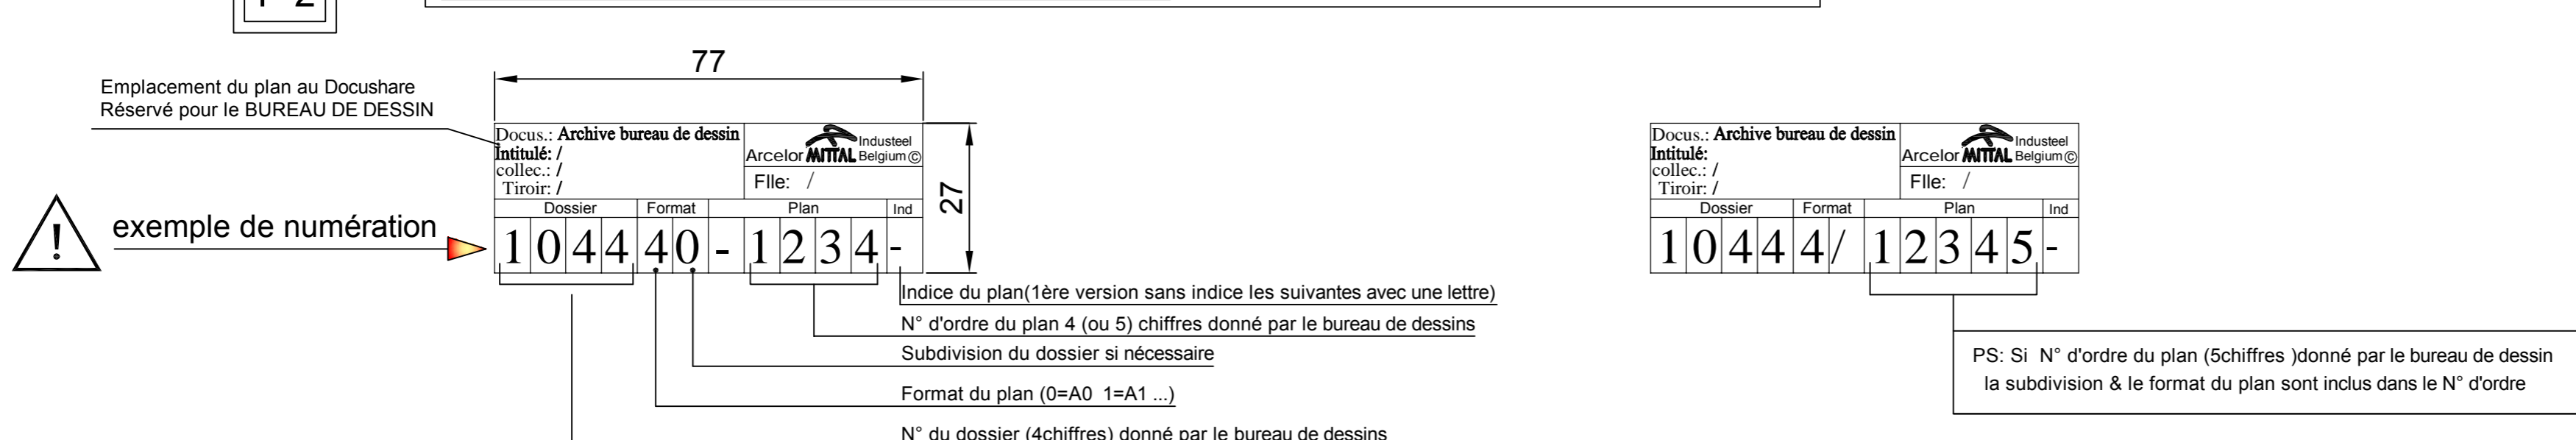 Emplacement du plan au Docushare
Réservé pour le BUREAU DE DESSIN
77
27
Docus.: Archive bureau de dessin
Intitulé: /
collec.: /
Tiroir: /
Arcelor MITTAL Industeel Belgium ©
FIle: /
Dossier Format Plan Ind
1 0 4 4 4 0 - 1 2 3 4 -
! exemple de numération
Indice du plan(1ère version sans indice les suivantes avec une lettre)
N° d'ordre du plan 4 (ou 5) chiffres donné par le bureau de dessins
Subdivision du dossier si nécessaire
Format du plan (0=A0 1=A1 ...)
N° du dossier (4chiffres) donné par le bureau de dessins
Docus.: Archive bureau de dessin
Intitulé:
collec.: /
Tiroir: /
Arcelor MITTAL Industeel Belgium ©
FIle: /
Dossier Format Plan Ind
1 0 4 4 4 / 1 2 3 4 5 -
PS: Si N° d'ordre du plan (5chiffres )donné par le bureau de dessin
la subdivision & le format du plan sont inclus dans le N° d'ordre